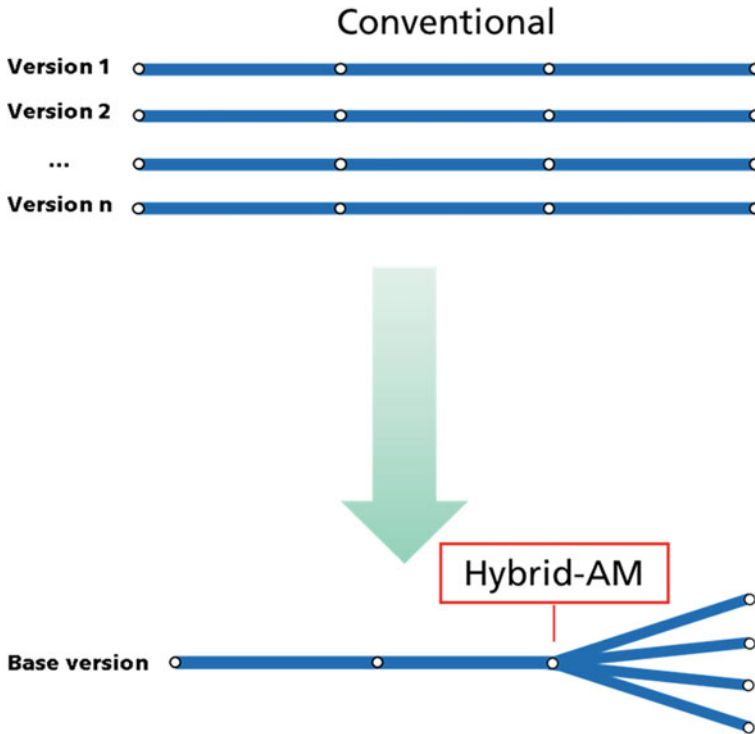 Conventional
Version 1
Version 2
...
Version n
Hybrid-AM
Base version